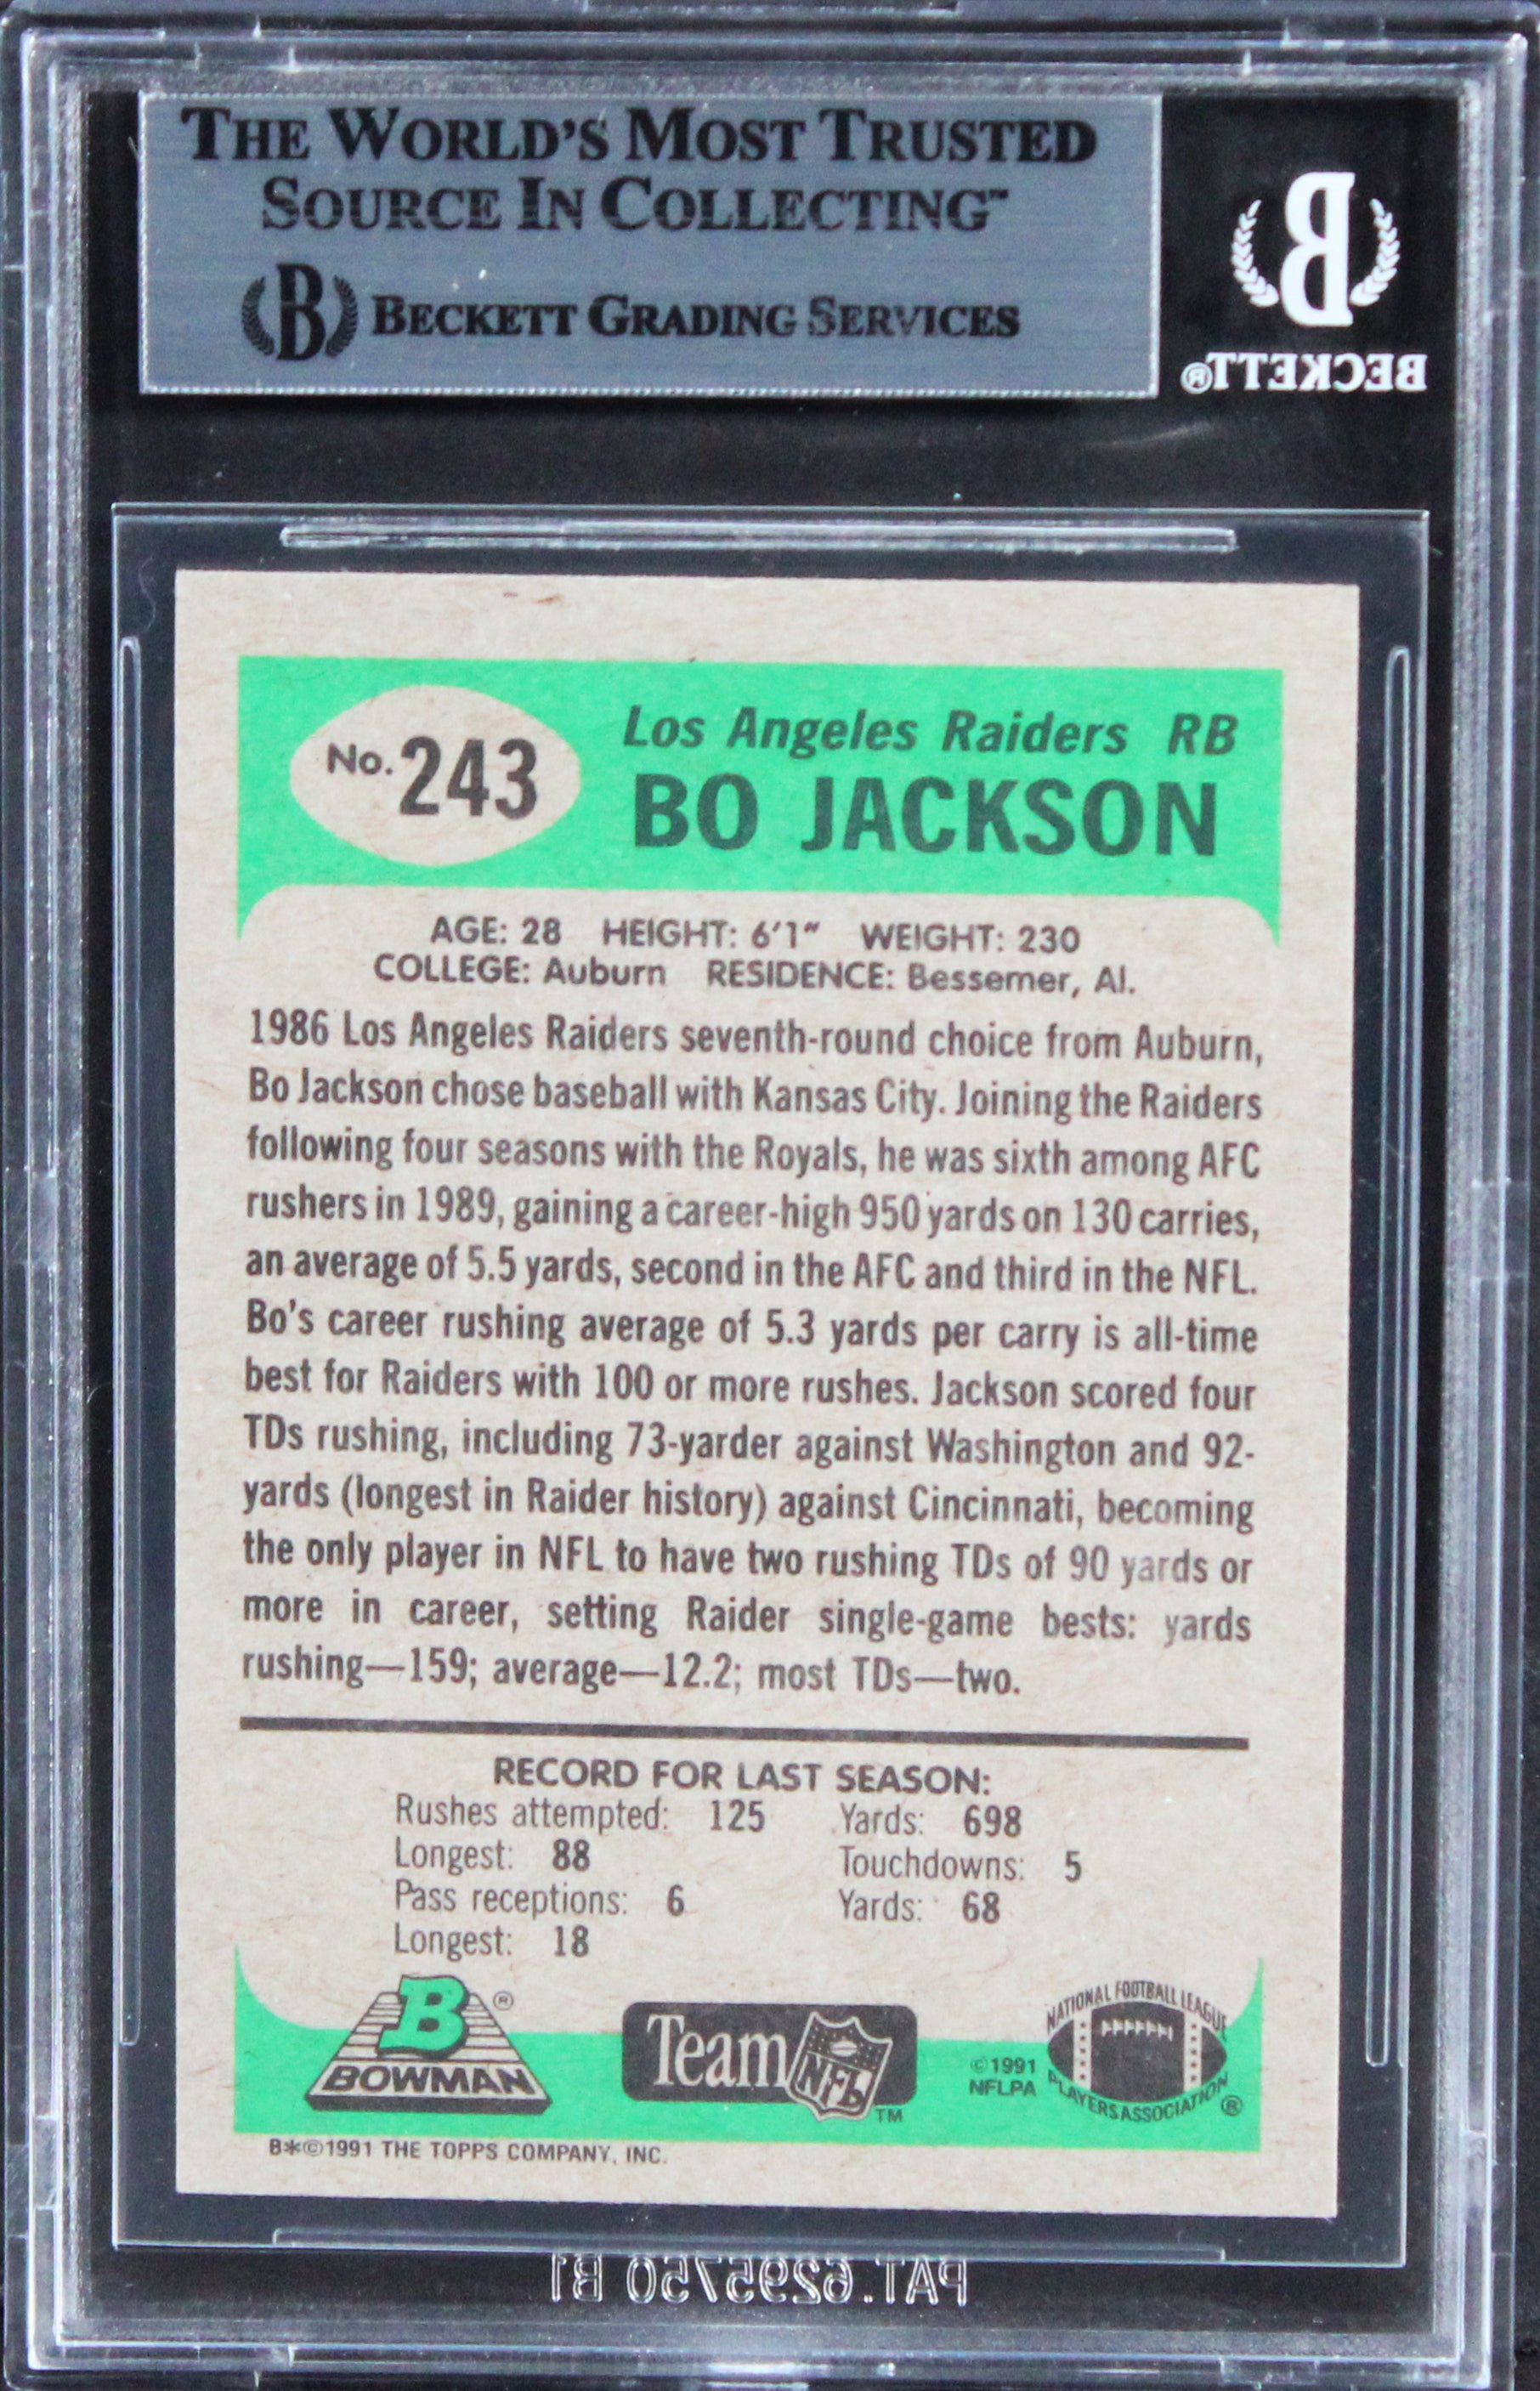 THE WORLD'S MOST TRUSTED
SOURCE IN COLLECTING™
B BECKETT GRADING SERVICES
B
BECKETT®
No. 243
Los Angeles Raiders RB
BO JACKSON
AGE: 28 HEIGHT: 6'1" WEIGHT: 230
COLLEGE: Auburn RESIDENCE: Bessemer, Al.
1986 Los Angeles Raiders seventh-round choice from Auburn,
Bo Jackson chose baseball with Kansas City. Joining the Raiders
following four seasons with the Royals, he was sixth among AFC
rushers in 1989, gaining a career-high 950 yards on 130 carries,
an average of 5.5 yards, second in the AFC and third in the NFL.
Bo's career rushing average of 5.3 yards per carry is all-time
best for Raiders with 100 or more rushes. Jackson scored four
TDs rushing, including 73-yarder against Washington and 92-
yards (longest in Raider history) against Cincinnati, becoming
the only player in NFL to have two rushing TDs of 90 yards or
more in career, setting Raider single-game bests: yards
rushing—159; average—12.2; most TDs—two.
RECORD FOR LAST SEASON:
Rushes attempted: 125 Yards: 698
Longest: 88 Touchdowns: 5
Pass receptions: 6 Yards: 68
Longest: 18
B ®
BOWMAN
Team NFL ™
©1991
NFLPA
NATIONAL FOOTBALL LEAGUE
PLAYERS ASSOCIATION ®
B*©1991 THE TOPPS COMPANY, INC.
PAT. 6295750 B1